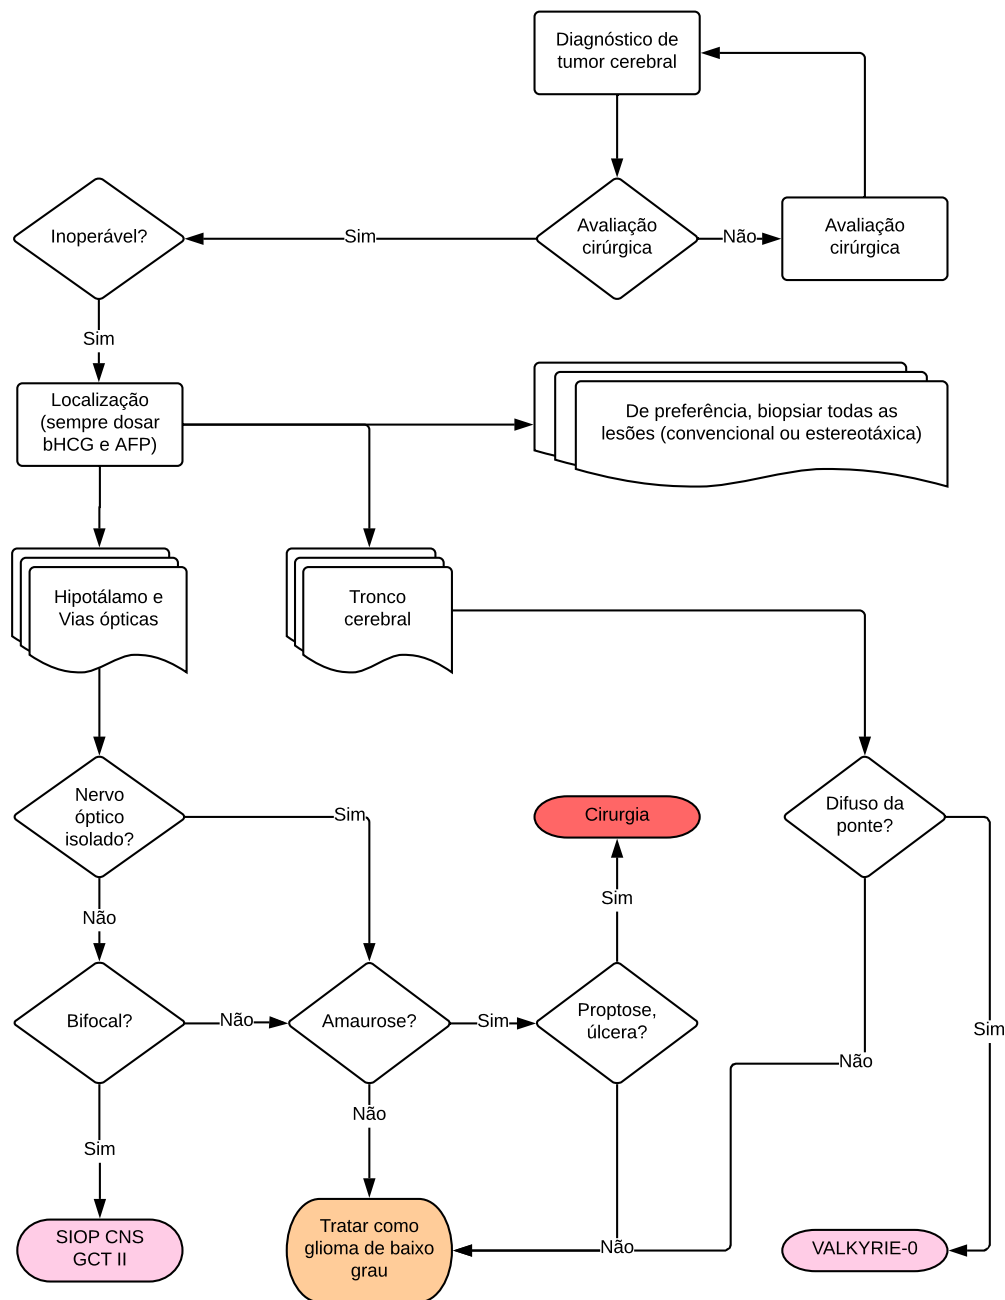 Diagnóstico de
tumor cerebral
Inoperável?
Sim
Avaliação
cirúrgica
Não
Avaliação
cirúrgica
Sim
Localização
(sempre dosar
bHCG e AFP)
De preferência, biopsiar todas as
lesões (convencional ou estereotáxica)
Hipotálamo e
Vias ópticas
Tronco
cerebral
Nervo
óptico
isolado?
Sim
Cirurgia
Difuso da
ponte?
Não
Sim
Bifocal?
Não
Amaurose?
Sim
Proptose,
úlcera?
Sim
Não
Não
Sim
SIOP CNS
GCT II
Tratar como
glioma de baixo
grau
Não
VALKYRIE-0